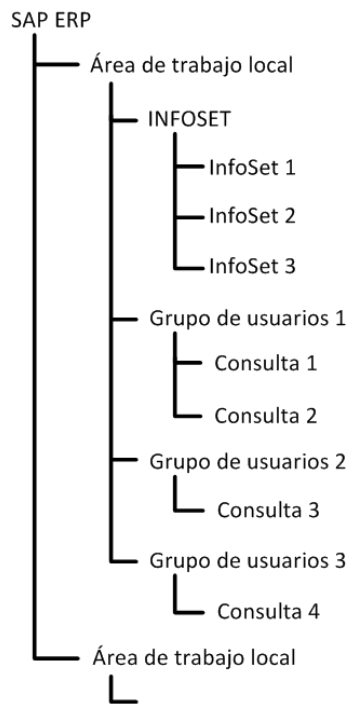 SAP ERP
Área de trabajo local
INFOSET
InfoSet 1
InfoSet 2
InfoSet 3
Grupo de usuarios 1
Consulta 1
Consulta 2
Grupo de usuarios 2
Consulta 3
Grupo de usuarios 3
Consulta 4
Área de trabajo local